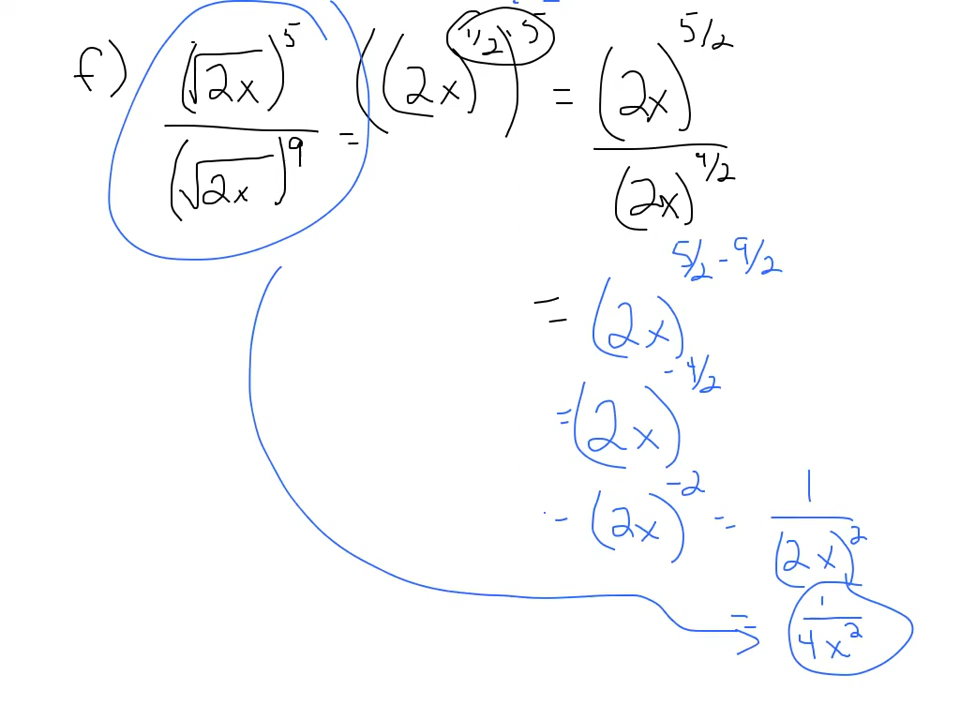 f) (√2x)^5 / (√2x)^9 = ((2x)^1/2)^·5 = (2x)^5/2 / (2x)^9/2
= (2x)^5/2 - 9/2
= (2x)^-4/2
= (2x)^-2 = 1 / (2x)^2
= 1 / 4x^2